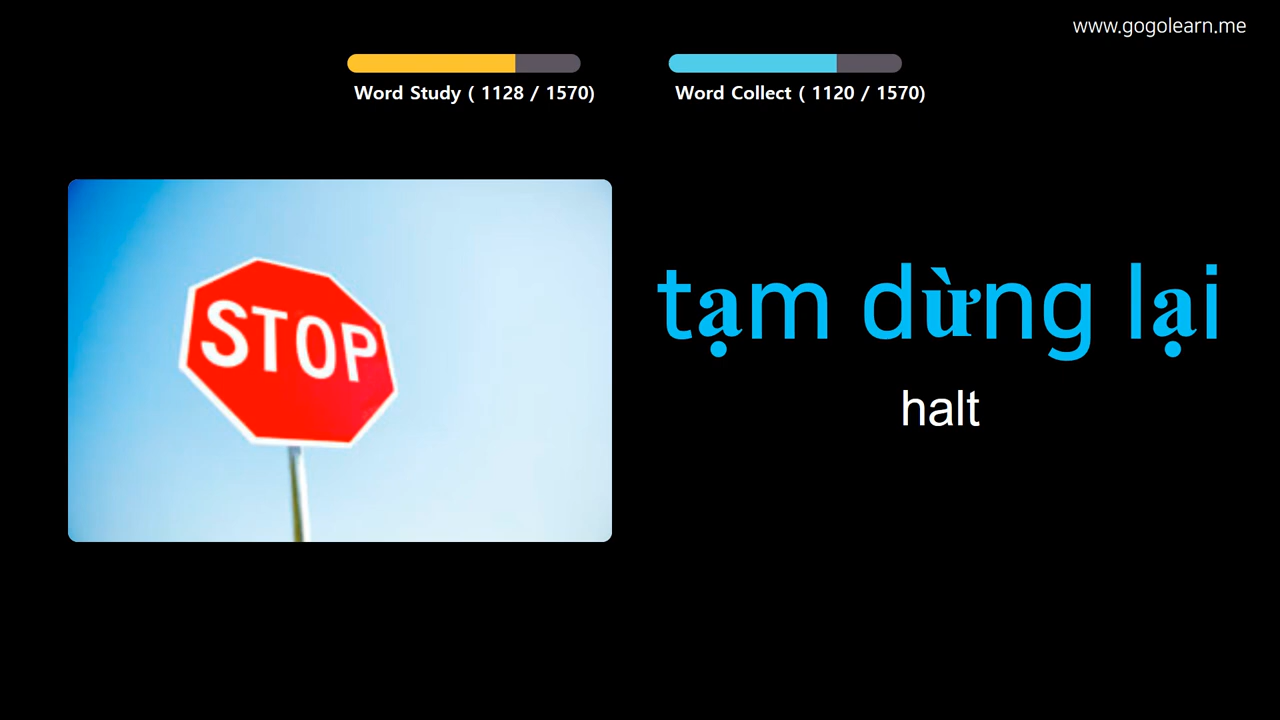 www.gogolearn.me
Word Study ( 1128 / 1570)
Word Collect ( 1120 / 1570)
STOP
tạm dừng lại
halt